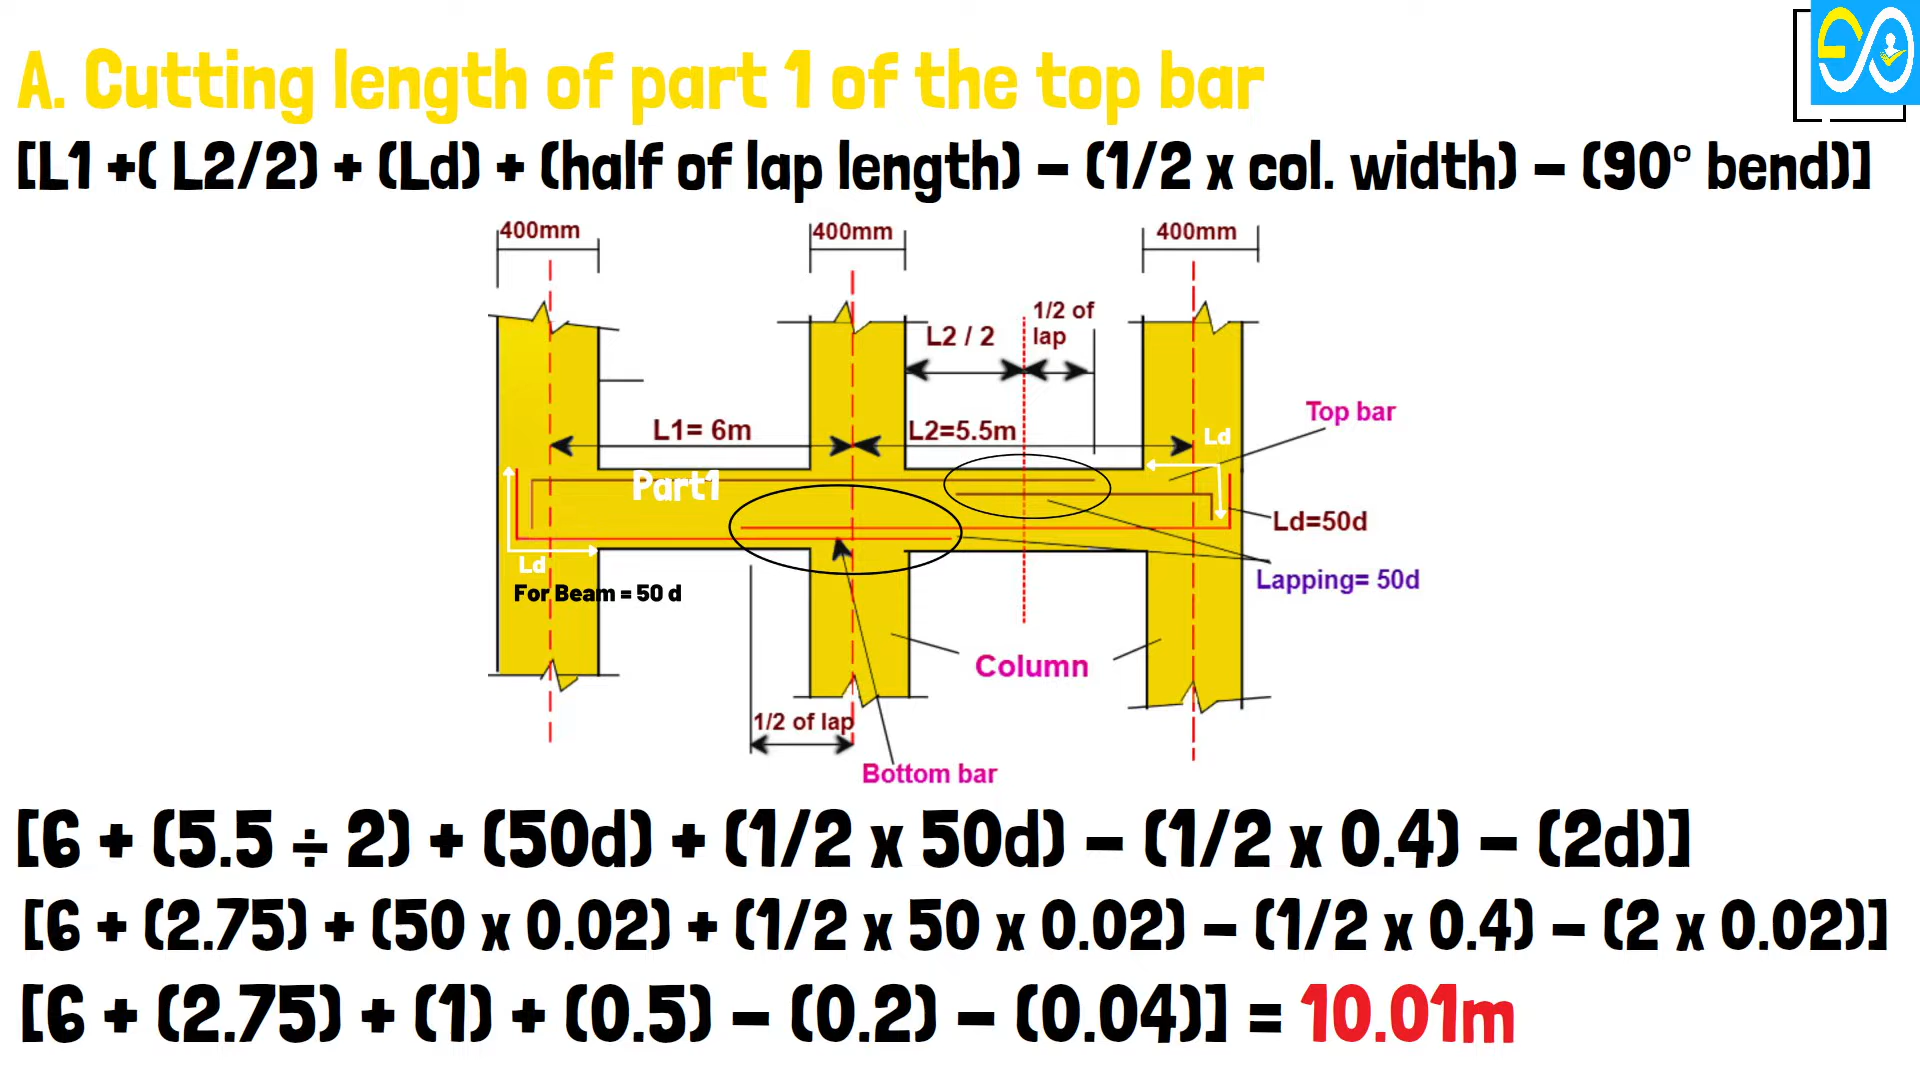 A. Cutting length of part 1 of the top bar
[L1 +( L2/2) + (Ld) + (half of lap length) – (1/2 x col. width) – (90° bend)]
400mm 400mm 400mm
1/2 of
lap
L2 / 2
Top bar
L1= 6m L2=5.5m Ld
Part1
Ld=50d
Ld
Lapping= 50d
For Beam = 50 d
Column
1/2 of lap
Bottom bar
[6 + (5.5 ÷ 2) + (50d) + (1/2 x 50d) – (1/2 x 0.4) – (2d)]
[6 + (2.75) + (50 x 0.02) + (1/2 x 50 x 0.02) – (1/2 x 0.4) – (2 x 0.02)]
[6 + (2.75) + (1) + (0.5) – (0.2) – (0.04)] = 10.01m